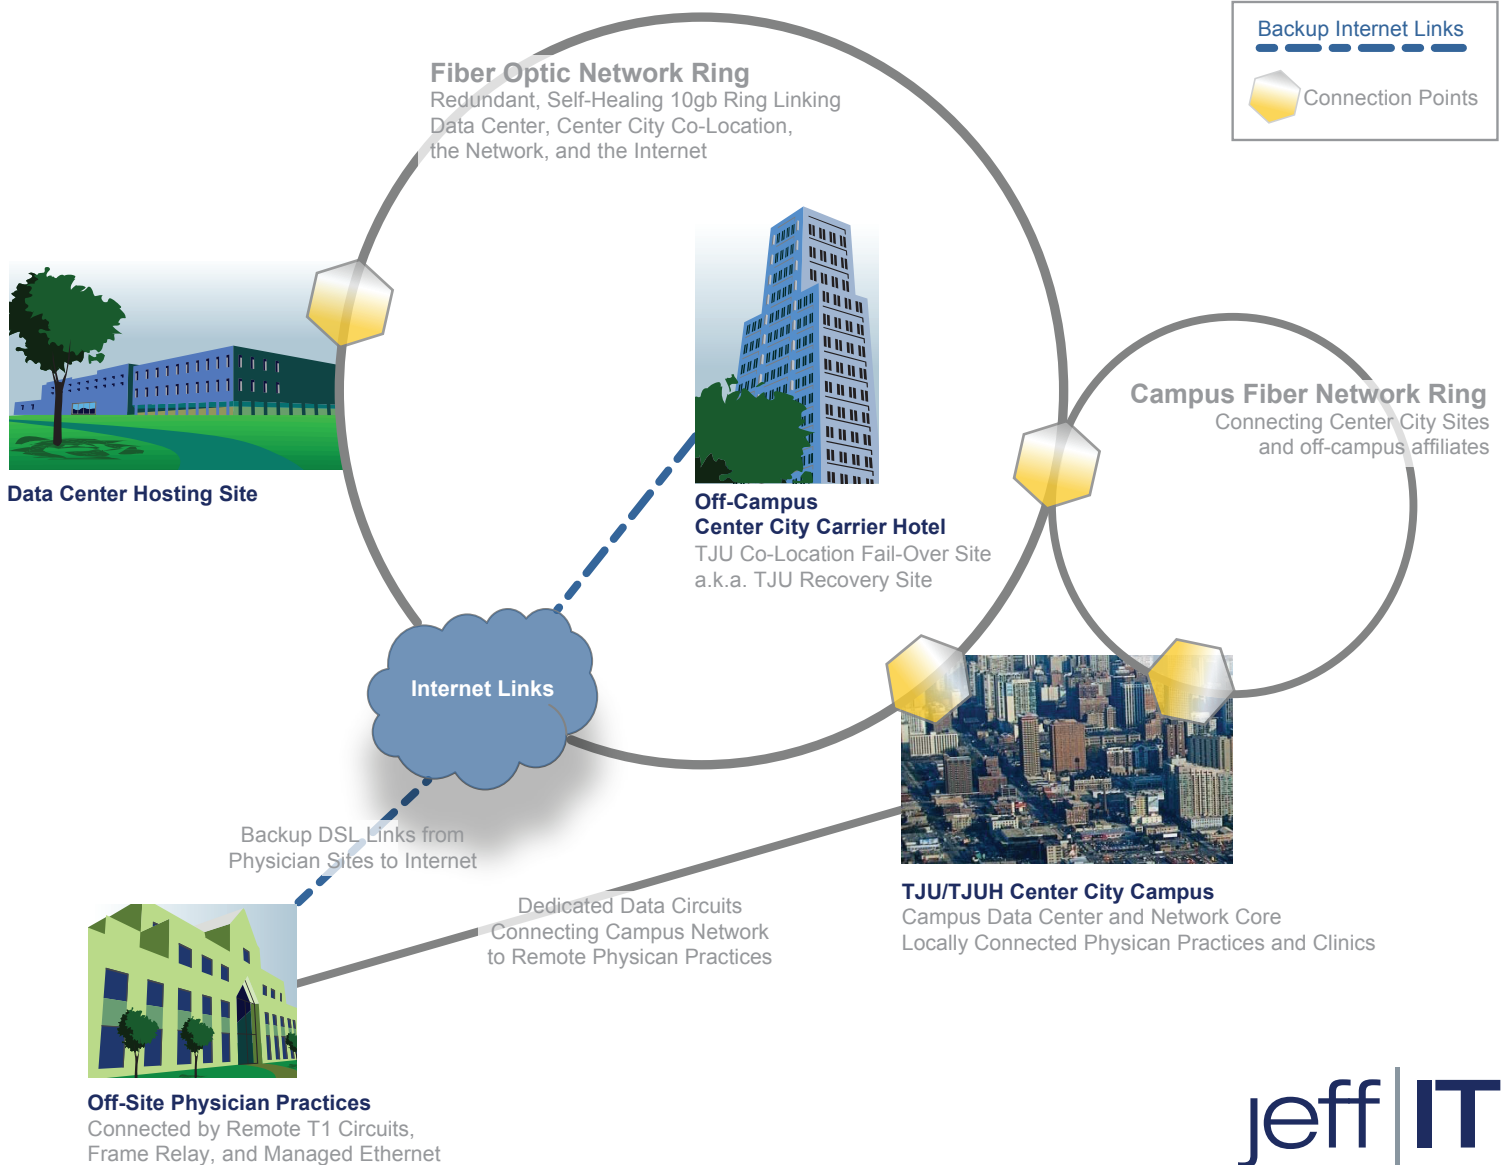 Backup Internet Links
Connection Points
Fiber Optic Network Ring
Redundant, Self-Healing 10gb Ring Linking
Data Center, Center City Co-Location,
the Network, and the Internet
Campus Fiber Network Ring
Connecting Center City Sites
and off-campus affiliates
Data Center Hosting Site
Off-Campus
Center City Carrier Hotel
TJU Co-Location Fail-Over Site
a.k.a. TJU Recovery Site
Internet Links
Backup DSL Links from
Physician Sites to Internet
Dedicated Data Circuits
Connecting Campus Network
to Remote Physican Practices
TJU/TJUH Center City Campus
Campus Data Center and Network Core
Locally Connected Physican Practices and Clinics
Off-Site Physician Practices
Connected by Remote T1 Circuits,
Frame Relay, and Managed Ethernet
jeff IT